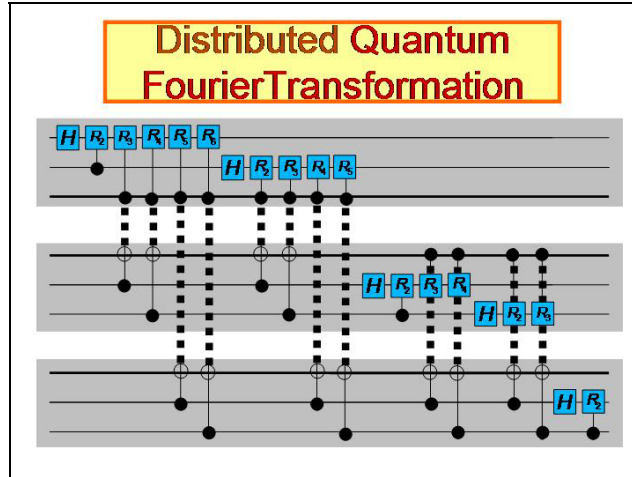 Distributed Quantum
FourierTransformation
H R2 R3 R4 R5 R6
H R2 R3 R4 R5
H R2 R3 R4
H R2 R3
H R2